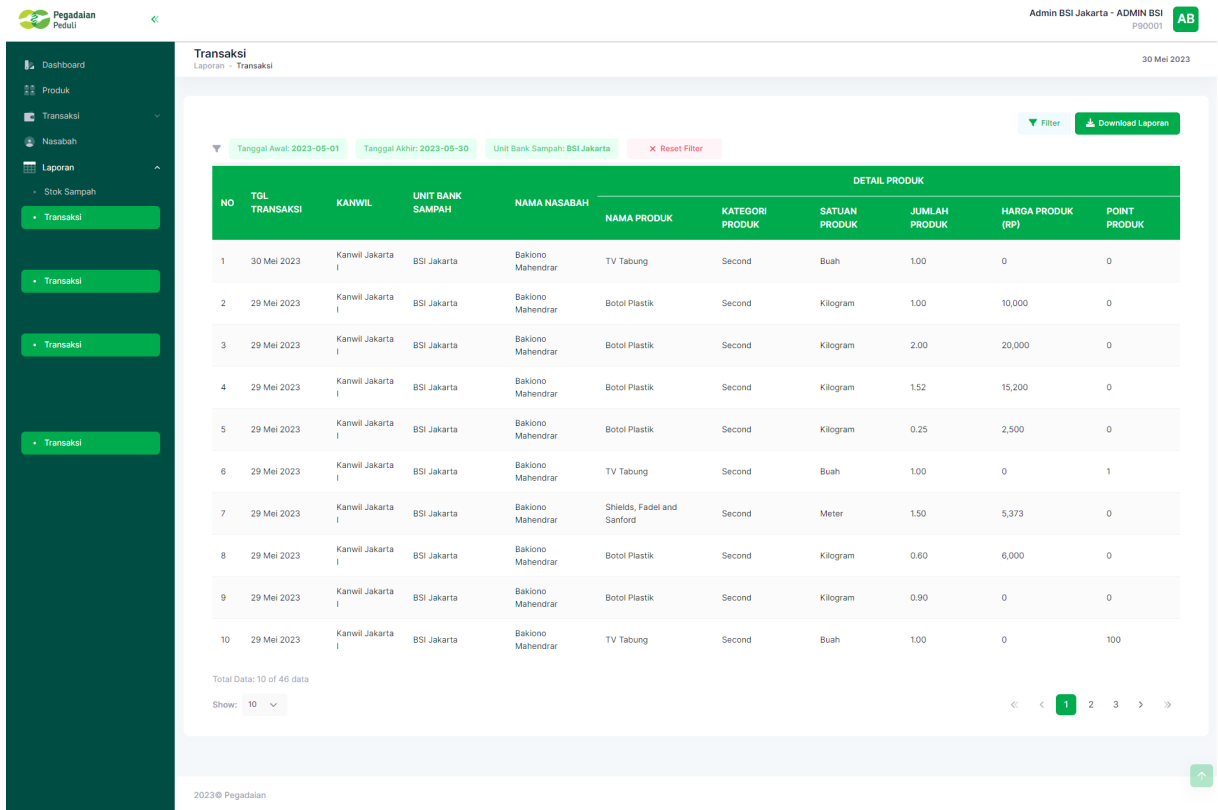 Pegadaian
Peduli
Admin BSI Jakarta - ADMIN BSI
P90001
AB
Dashboard
Produk
Transaksi
Nasabah
Laporan
Stok Sampah
Transaksi
Transaksi
Transaksi
Transaksi
Transaksi
Laporan - Transaksi
30 Mei 2023
Filter
Download Laporan
Tanggal Awal: 2023-05-01 Tanggal Akhir: 2023-05-30 Unit Bank Sampah: BSI Jakarta × Reset Filter
NO TGL TRANSAKSI KANWIL UNIT BANK SAMPAH NAMA NASABAH DETAIL PRODUK
NAMA PRODUK KATEGORI PRODUK SATUAN PRODUK JUMLAH PRODUK HARGA PRODUK (RP) POINT PRODUK
1 30 Mei 2023 Kanwil Jakarta I BSI Jakarta Bakiono Mahendrar TV Tabung Second Buah 1.00 0 0
2 29 Mei 2023 Kanwil Jakarta I BSI Jakarta Bakiono Mahendrar Botol Plastik Second Kilogram 1.00 10,000 0
3 29 Mei 2023 Kanwil Jakarta I BSI Jakarta Bakiono Mahendrar Botol Plastik Second Kilogram 2.00 20,000 0
4 29 Mei 2023 Kanwil Jakarta I BSI Jakarta Bakiono Mahendrar Botol Plastik Second Kilogram 1.52 15,200 0
5 29 Mei 2023 Kanwil Jakarta I BSI Jakarta Bakiono Mahendrar Botol Plastik Second Kilogram 0.25 2,500 0
6 29 Mei 2023 Kanwil Jakarta I BSI Jakarta Bakiono Mahendrar TV Tabung Second Buah 1.00 0 1
7 29 Mei 2023 Kanwil Jakarta I BSI Jakarta Bakiono Mahendrar Shields, Fadel and Sanford Second Meter 1.50 5,373 0
8 29 Mei 2023 Kanwil Jakarta I BSI Jakarta Bakiono Mahendrar Botol Plastik Second Kilogram 0.60 6,000 0
9 29 Mei 2023 Kanwil Jakarta I BSI Jakarta Bakiono Mahendrar Botol Plastik Second Kilogram 0.90 0 0
10 29 Mei 2023 Kanwil Jakarta I BSI Jakarta Bakiono Mahendrar TV Tabung Second Buah 1.00 0 100
Total Data: 10 of 46 data
Show: 10
1 2 3
2023© Pegadaian